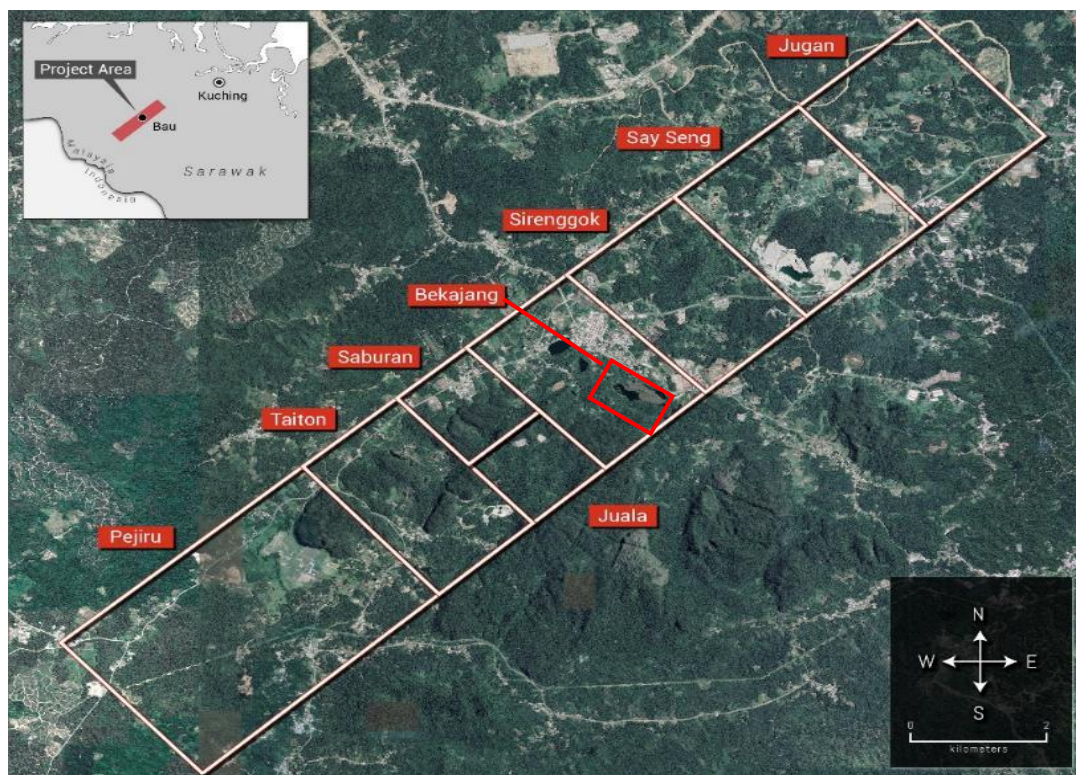 Project Area
Kuching
Bau
Malaysia
Indonesia
Sarawak
Jugan
Say Seng
Sirenggok
Bekajang
Saburan
Taiton
Pejiru
Juala
N
W E
S
0 2
kilometers